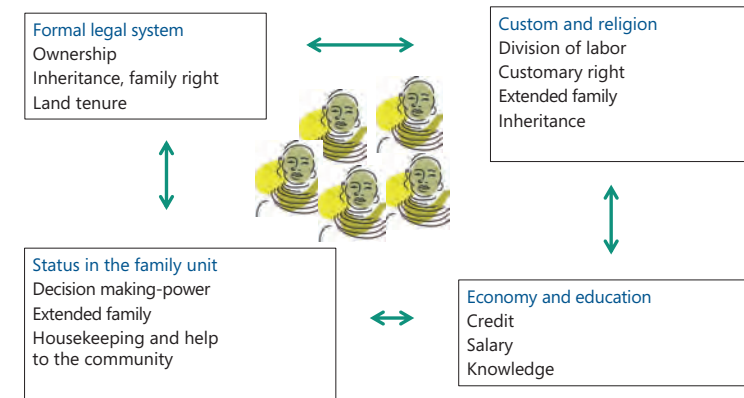 Formal legal system
Ownership
Inheritance, family right
Land tenure
Custom and religion
Division of labor
Customary right
Extended family
Inheritance
Status in the family unit
Decision making-power
Extended family
Housekeeping and help
to the community
Economy and education
Credit
Salary
Knowledge